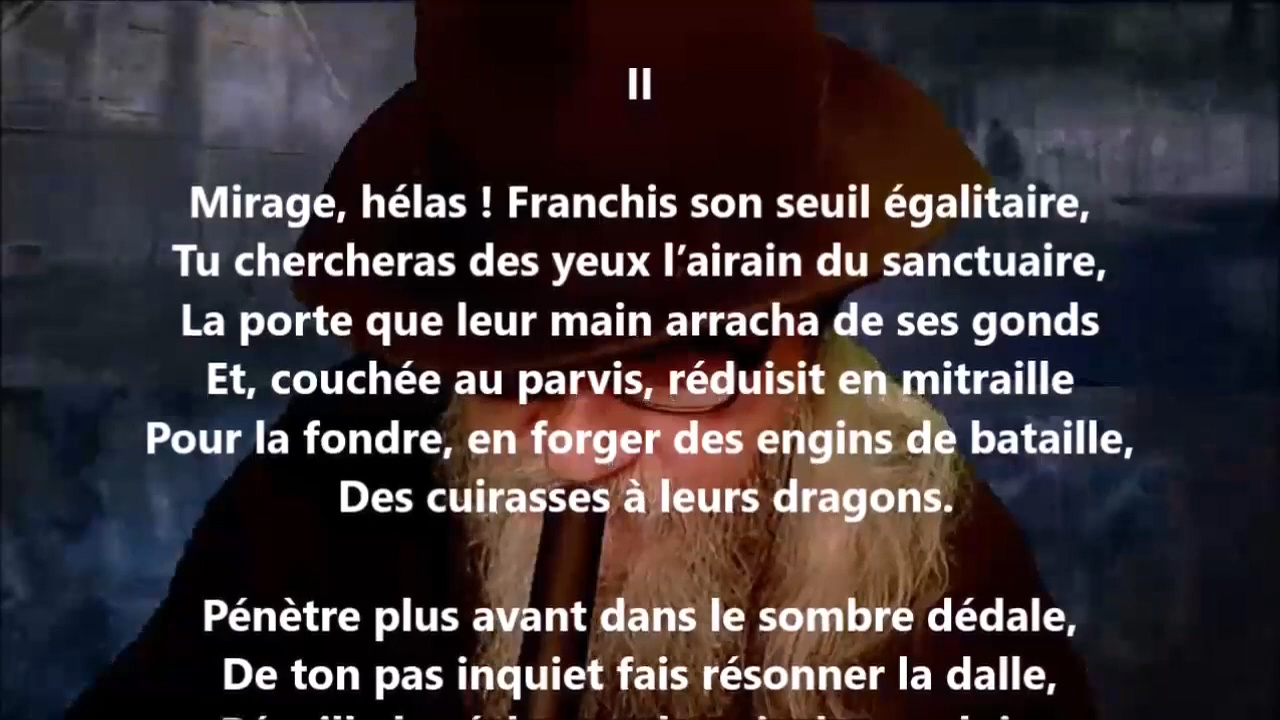 II
Mirage, hélas ! Franchis son seuil égalitaire,
Tu chercheras des yeux l’airain du sanctuaire,
La porte que leur main arracha de ses gonds
Et, couchée au parvis, réduisit en mitraille
Pour la fondre, en forger des engins de bataille,
Des cuirasses à leurs dragons.
Pénètre plus avant dans le sombre dédale,
De ton pas inquiet fais résonner la dalle,